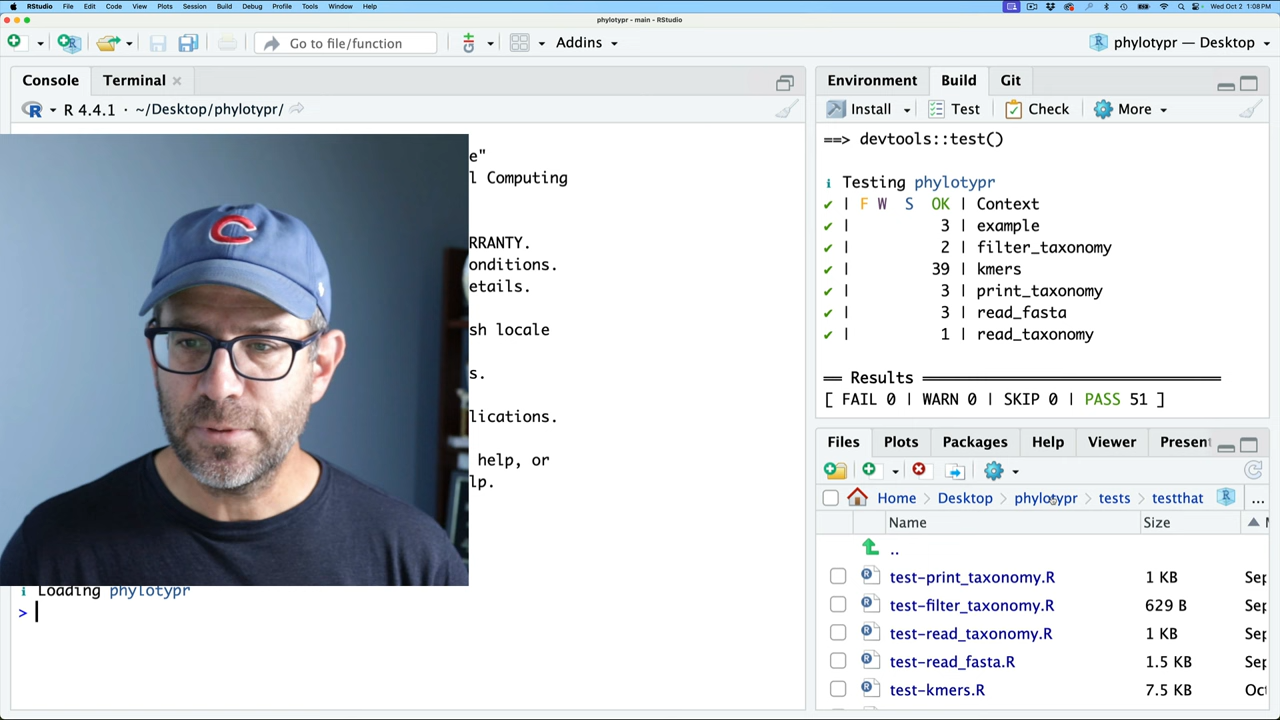 RStudio File Edit Code View Plots Session Build Debug Profile Tools Window Help Wed Oct 2 1:08 PM
phylotypr - main - RStudio
Go to file/function Addins phylotypr — Desktop
Console Terminal
R 4.4.1 · ~/Desktop/phylotypr/
e"
l Computing
RRANTY.
onditions.
etails.
sh locale
s.
lications.
help, or
lp.
ℹ Loading phylotypr
>
Environment Build Git
Install Test Check More
==> devtools::test()
ℹ Testing phylotypr
✔ | F W S OK | Context
✔ | 3 | example
✔ | 2 | filter_taxonomy
✔ | 39 | kmers
✔ | 3 | print_taxonomy
✔ | 3 | read_fasta
✔ | 1 | read_taxonomy
══ Results ═════════════════════════════
[ FAIL 0 | WARN 0 | SKIP 0 | PASS 51 ]
Files Plots Packages Help Viewer Present
Home Desktop phylotypr tests testthat ...
Name Size
..
test-print_taxonomy.R 1 KB Sep
test-filter_taxonomy.R 629 B Sep
test-read_taxonomy.R 1 KB Sep
test-read_fasta.R 1.5 KB Sep
test-kmers.R 7.5 KB Oct